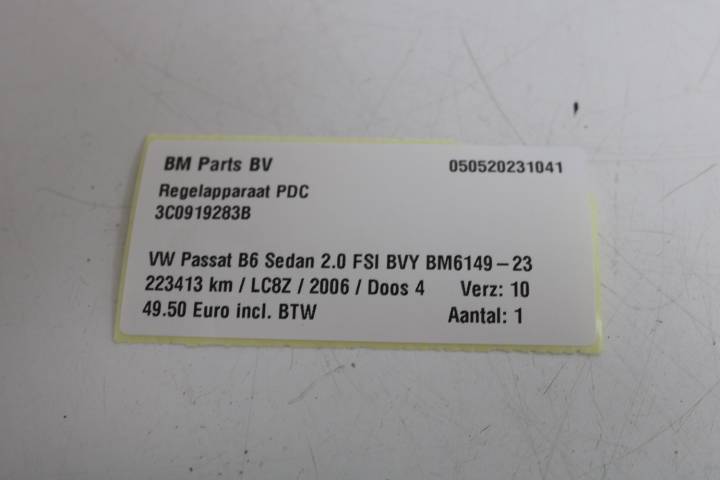 BM Parts BV 050520231041
Regelapparaat PDC
3C0919283B
VW Passat B6 Sedan 2.0 FSI BVY BM6149-23
223413 km / LC8Z / 2006 / Doos 4 Verz: 10
49.50 Euro incl. BTW Aantal: 1